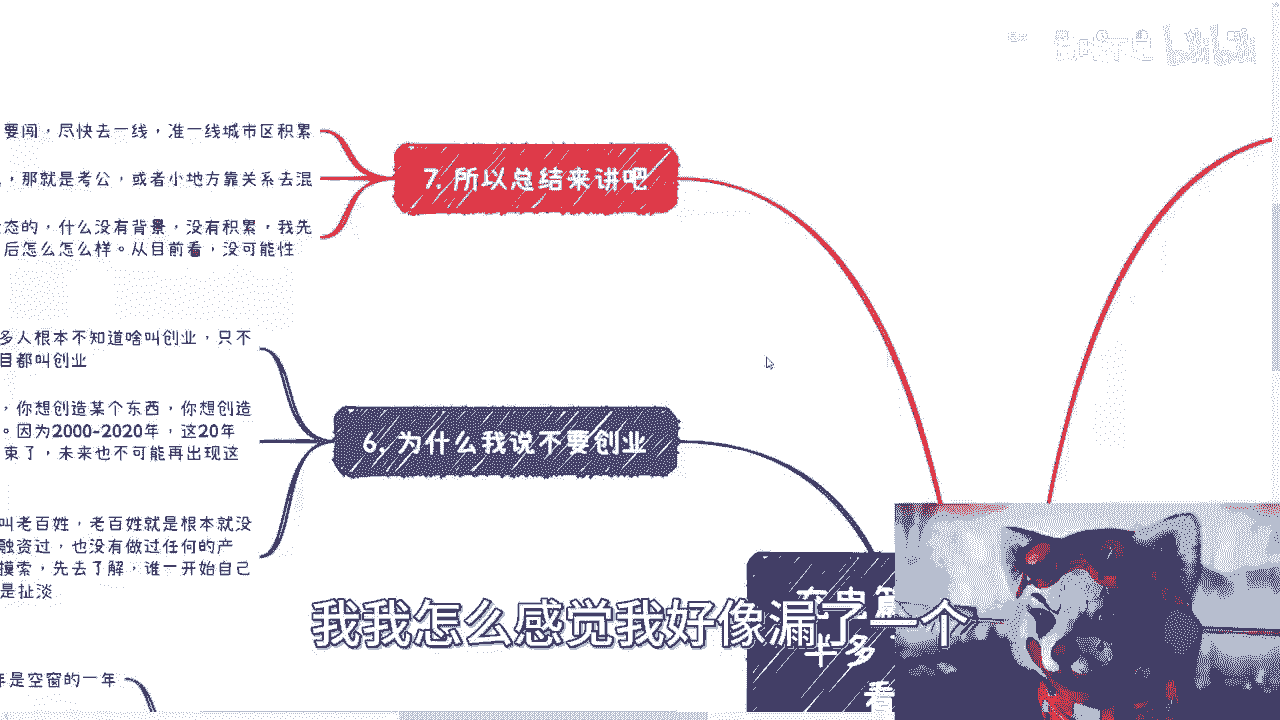 bilibili
要闯，尽快去一线，准一线城市区积累
，那就是考公，或者小地方靠关系去混
态的，什么没有背景，没有积累，我先
后怎么怎么样。从目前看，没可能性
7. 所以总结来讲吧
多人根本不知道啥叫创业，只不
目都叫创业
，你想创造某个东西，你想创造
。因为2000-2020年，这20年
束了，未来也不可能再出现这
6. 为什么我说不要创业
叫老百姓，老百姓就是根本就没
融资过，也没有做过任何的产
摸索，先去了解，谁一开始自己
是扯淡
半多
看
我我怎么感觉我好像漏了一个
年是空窗的一年